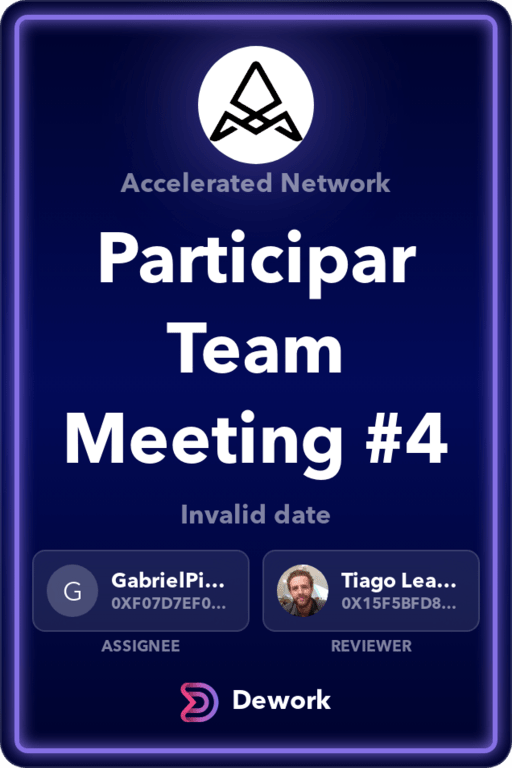 Accelerated Network
Participar
Team
Meeting #4
Invalid date
G
GabrielPi...
0XF07D7EF0...
Tiago Lea...
0X15F5BFD8...
ASSIGNEE
REVIEWER
Dework